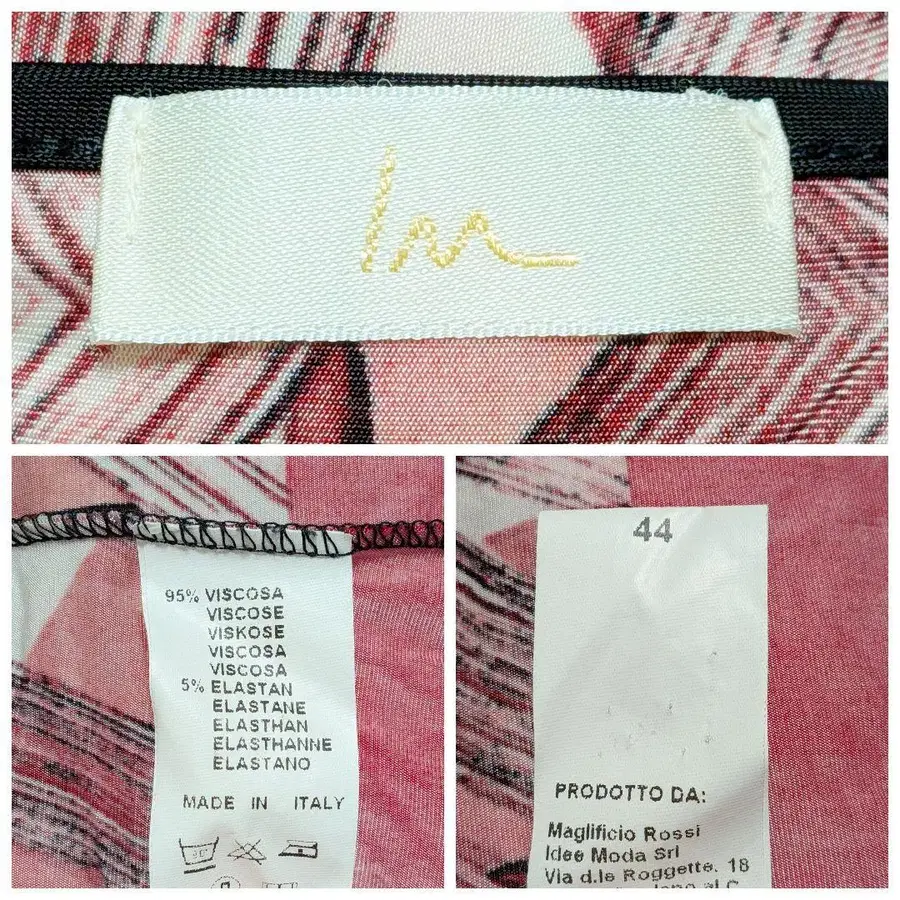 95% VISCOSA
VISCOSE
VISKOSE
VISCOSA
VISCOSA
5% ELASTAN
ELASTANE
ELASTHAN
ELASTHANNE
ELASTANO
MADE IN ITALY
30°
44
PRODOTTO DA:
Maglificio Rossi
Idee Moda Srl
Via d.le Roggette, 18